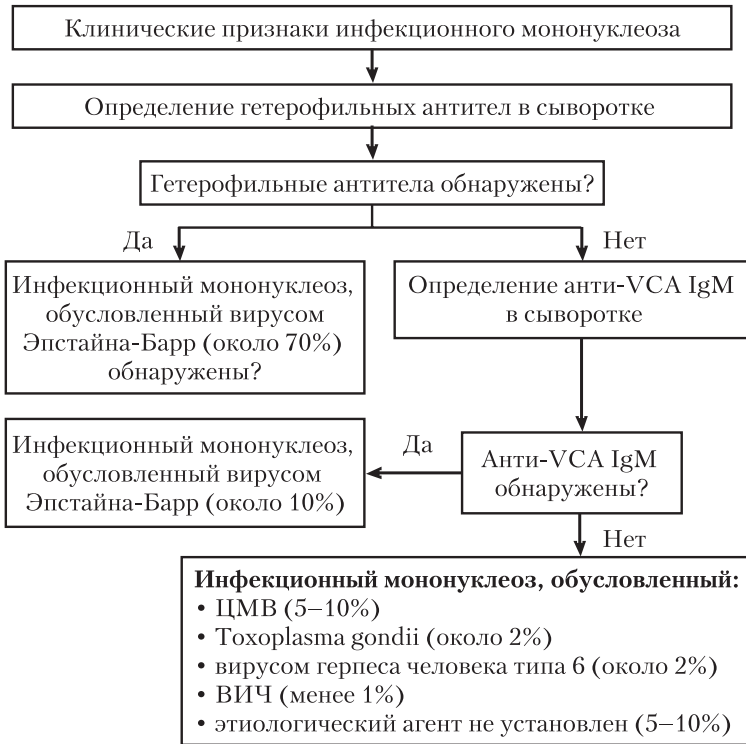 Клинические признаки инфекционного мононуклеоза
Определение гетерофильных антител в сыворотке
Гетерофильные антитела обнаружены?
Да
Нет
Инфекционный мононуклеоз,
обусловленный вирусом
Эпстайна-Барр (около 70%)
обнаружены?
Определение анти-VCA IgM
в сыворотке
Инфекционный мононуклеоз,
обусловленный вирусом
Эпстайна-Барр (около 10%)
Да
Анти-VCA IgM
обнаружены?
Нет
Инфекционный мононуклеоз, обусловленный:
• ЦМВ (5–10%)
• Toxoplasma gondii (около 2%)
• вирусом герпеса человека типа 6 (около 2%)
• ВИЧ (менее 1%)
• этиологический агент не установлен (5–10%)